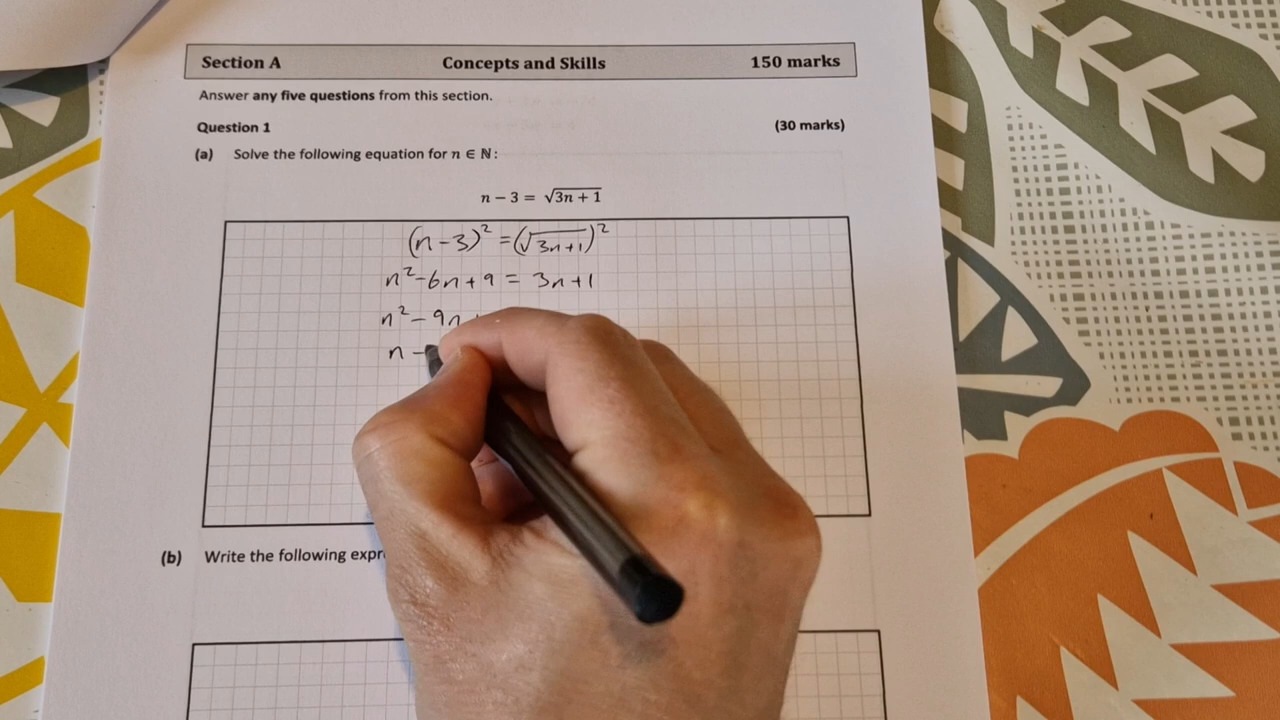 Section A Concepts and Skills 150 marks
Answer any five questions from this section.
Question 1 (30 marks)
(a) Solve the following equation for n ∈ ℕ:
n − 3 = √3n + 1
(n-3)² = (√3n+1)²
n²-6n+9 = 3n+1
n²-9n
n -
(b) Write the following